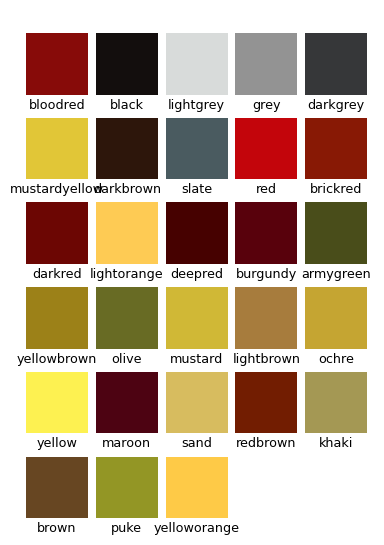 bloodred black lightgrey grey darkgrey
mustardyellow darkbrown slate red brickred
darkred lightorange deepred burgundy armygreen
yellowbrown olive mustard lightbrown ochre
yellow maroon sand redbrown khaki
brown puke yelloworange